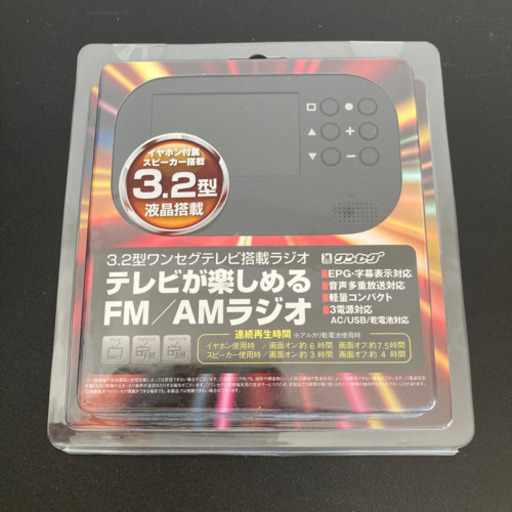 イヤホン付属
スピーカー搭載
3.2型
液晶搭載
3.2型ワンセグテレビ搭載ラジオ
テレビが楽しめる
FM/AMラジオ
ワンセグ
■EPG・字幕表示対応
■音声多重放送対応
■軽量コンパクト
■3電源対応
AC/USB/乾電池対応
連続再生時間 ※アルカリ乾電池使用時
イヤホン使用時 /画面オン:約6時間 画面オフ:約7.5時間
スピーカー使用時/画面オン:約3時間 画面オフ:約4時間
FM
AM